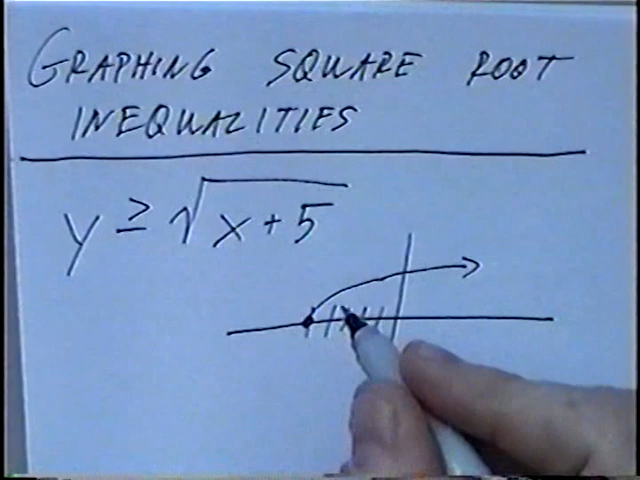 GRAPHING SQUARE ROOT
INEQUALITIES
y ≥ √x+5